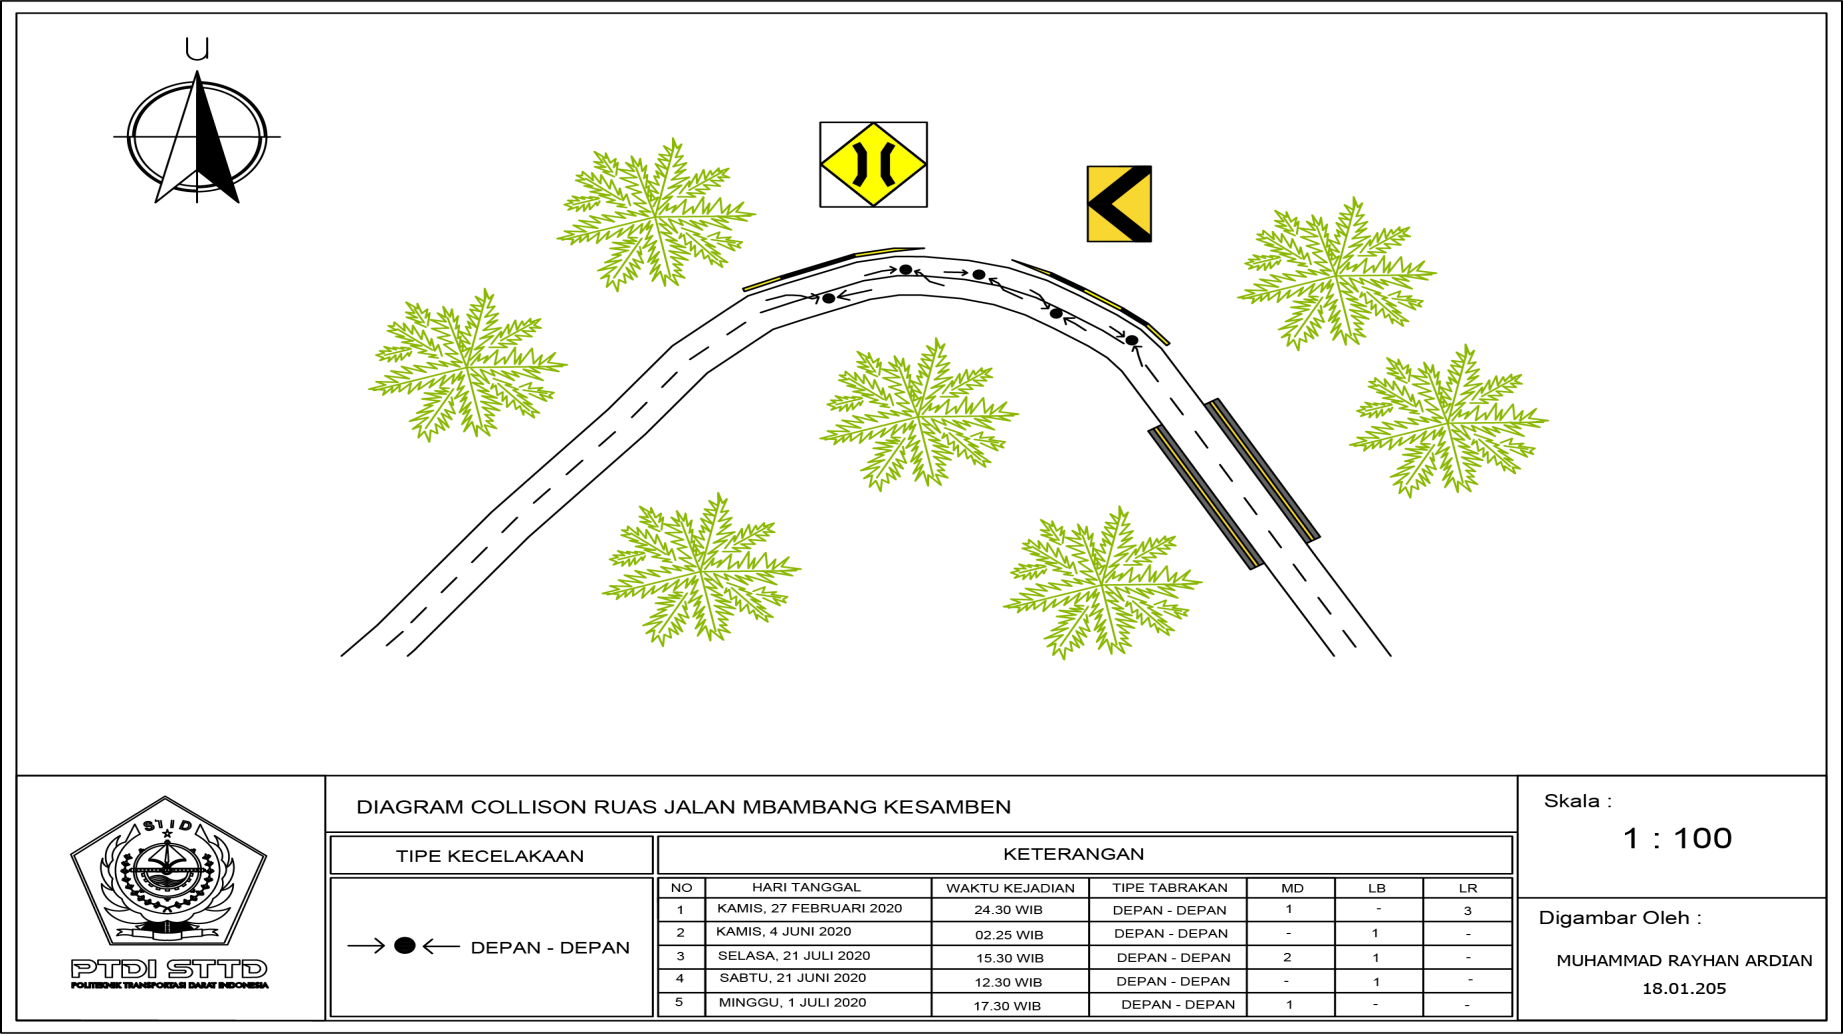 U
STTD
PTDI STTD
POLITEKNIK TRANSPORTASI DARAT INDONESIA
DIAGRAM COLLISON RUAS JALAN MBAMBANG KESAMBEN
TIPE KECELAKAAN
DEPAN - DEPAN
KETERANGAN
NO HARI TANGGAL WAKTU KEJADIAN TIPE TABRAKAN MD LB LR
1 KAMIS, 27 FEBRUARI 2020 24.30 WIB DEPAN - DEPAN 1 - 3
2 KAMIS, 4 JUNI 2020 02.25 WIB DEPAN - DEPAN - 1 -
3 SELASA, 21 JULI 2020 15.30 WIB DEPAN - DEPAN 2 1 -
4 SABTU, 21 JUNI 2020 12.30 WIB DEPAN - DEPAN - 1 -
5 MINGGU, 1 JULI 2020 17.30 WIB DEPAN - DEPAN 1 - -
Skala :
1 : 100
Digambar Oleh :
MUHAMMAD RAYHAN ARDIAN
18.01.205